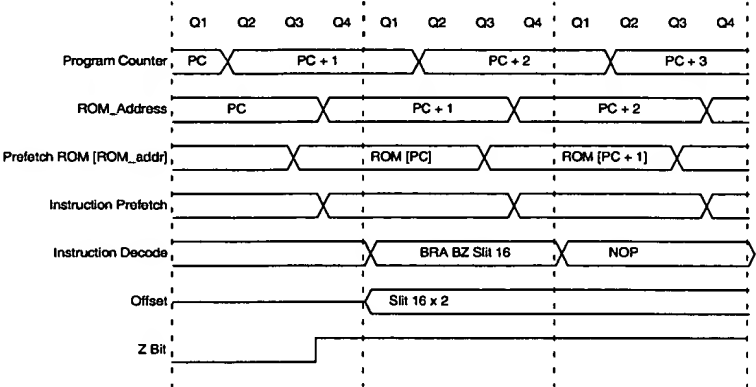 Q1 Q2 Q3 Q4 Q1 Q2 Q3 Q4 Q1 Q2 Q3 Q4
Program Counter PC PC + 1 PC + 2 PC + 3
ROM_Address PC PC + 1 PC + 2
Prefetch ROM [ROM_addr] ROM [PC] ROM [PC + 1]
Instruction Prefetch
Instruction Decode BRA BZ Slit 16 NOP
Offset Slit 16 x 2
Z Bit